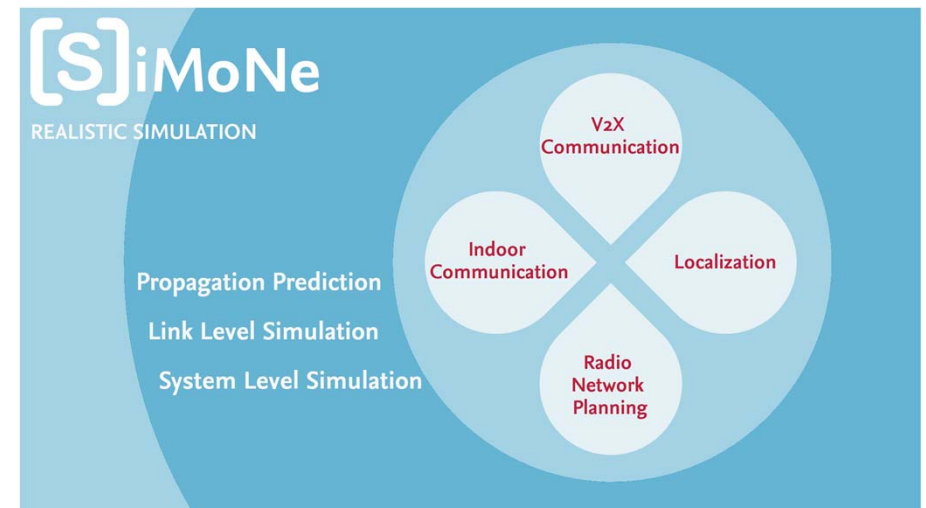 [S]iMoNe
REALISTIC SIMULATION
Propagation Prediction
Link Level Simulation
System Level Simulation
V2X
Communication
Indoor
Communication
Localization
Radio
Network
Planning